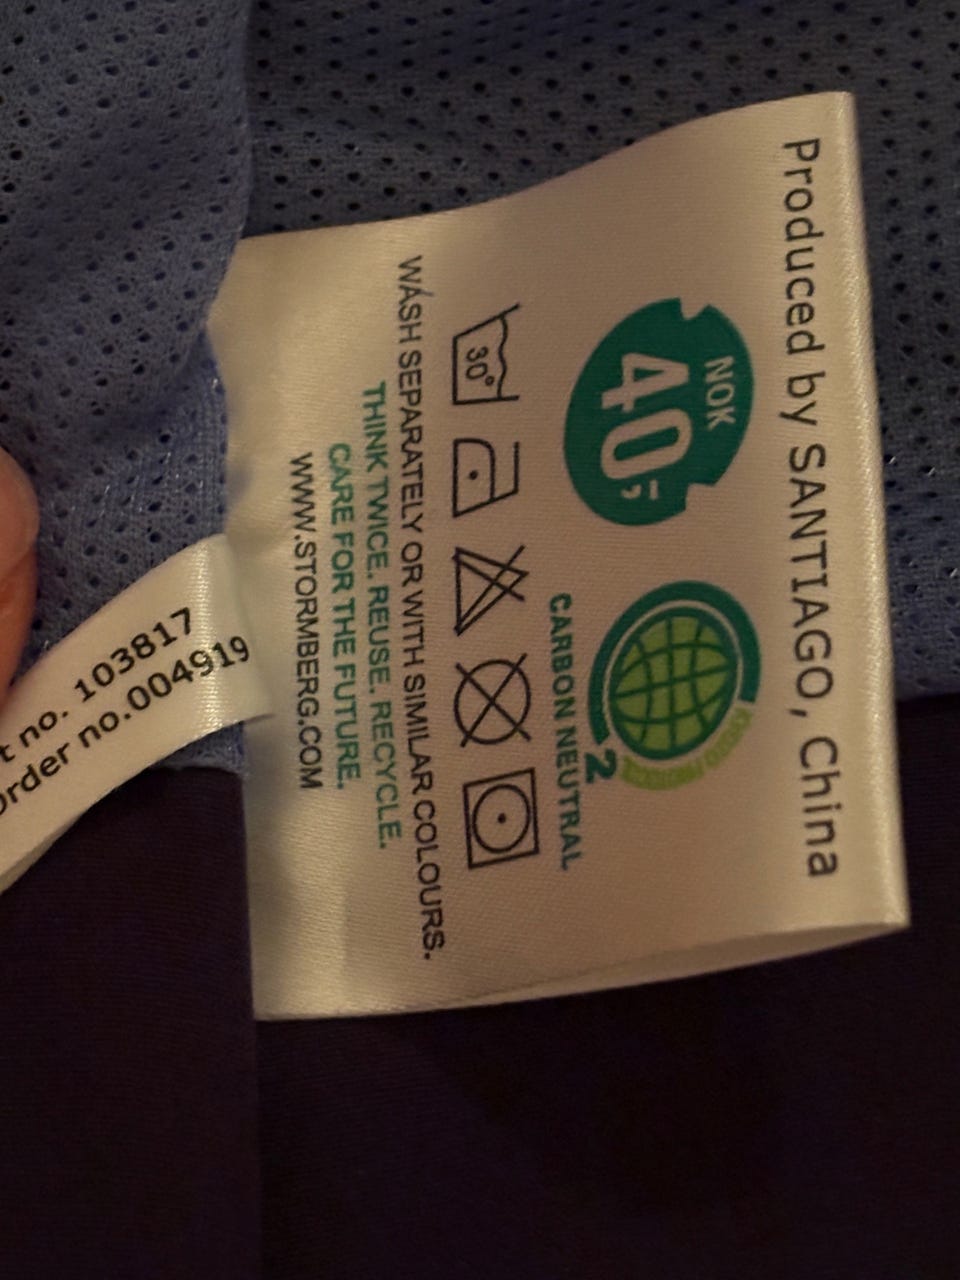 Produced by SANTIAGO, China
NOK
40,-
2
CARBON NEUTRAL
30°
WASH SEPARATELY OR WITH SIMILAR COLOURS.
THINK TWICE. REUSE. RECYCLE.
CARE FOR THE FUTURE.
WWW.STORMBERG.COM
t no. 103817
Order no.004919